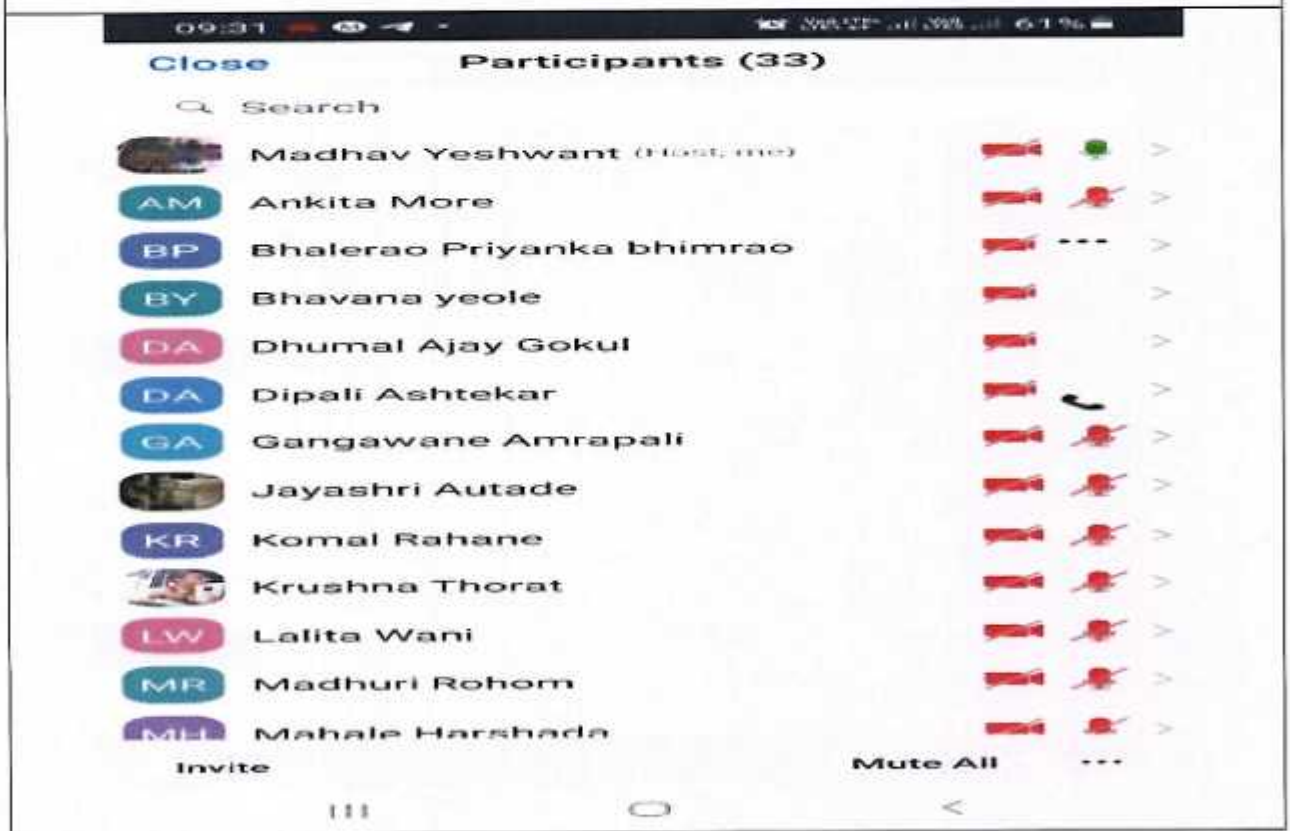 09:31 61%
Close Participants (33)
Search
Madhav Yeshwant (Host, me)
AM Ankita More
BP Bhalerao Priyanka bhimrao
BY Bhavana yeole
DA Dhumal Ajay Gokul
DA Dipali Ashtekar
GA Gangawane Amrapali
Jayashri Autade
KR Komal Rahane
Krushna Thorat
LW Lalita Wani
MR Madhuri Rohom
MH Mahale Harshada
Invite Mute All